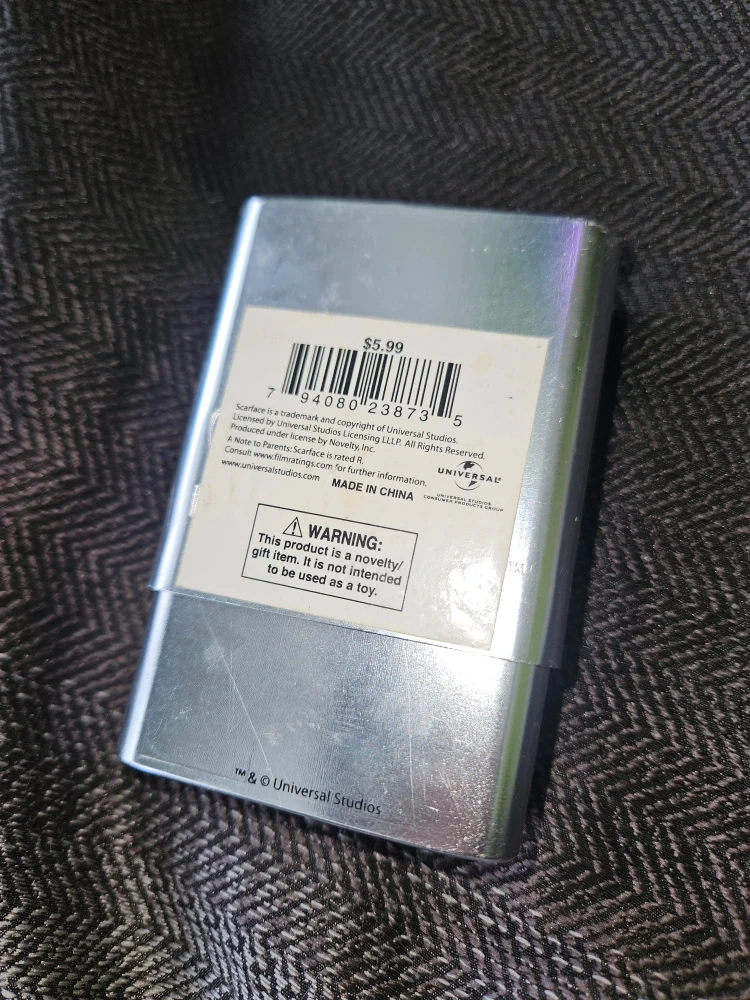 $5.99
7 94080 23873 5
Scarface is a trademark and copyright of Universal Studios.
Licensed by Universal Studios Licensing LLLP. All Rights Reserved.
Produced under license by Novelty, Inc.
A Note to Parents: Scarface is rated R.
Consult www.filmratings.com for further information.
www.universalstudios.com
MADE IN CHINA
UNIVERSAL®
UNIVERSAL STUDIOS
CONSUMER PRODUCTS GROUP
⚠ WARNING:
This product is a novelty/
gift item. It is not intended
to be used as a toy.
TM
™ & © Universal Studios